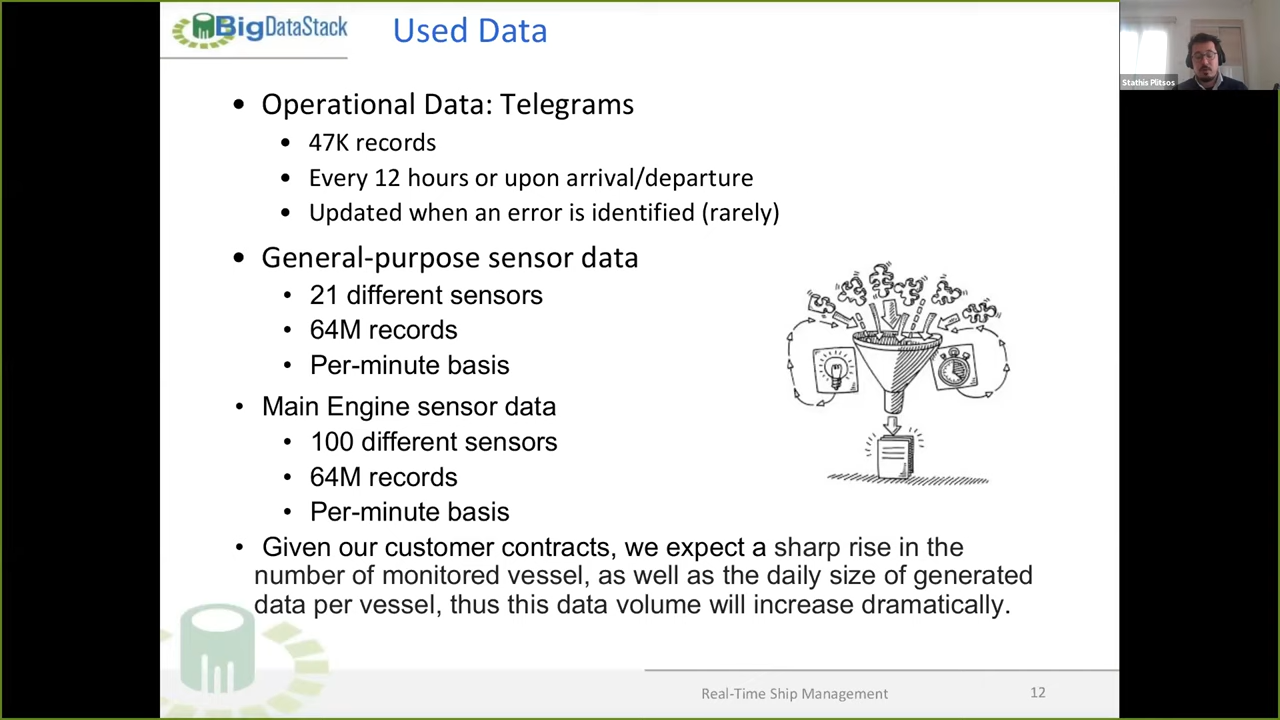 BigDataStack
Used Data
Stathis Plitsos
• Operational Data: Telegrams
• 47K records
• Every 12 hours or upon arrival/departure
• Updated when an error is identified (rarely)
• General-purpose sensor data
• 21 different sensors
• 64M records
• Per-minute basis
• Main Engine sensor data
• 100 different sensors
• 64M records
• Per-minute basis
• Given our customer contracts, we expect a sharp rise in the
number of monitored vessel, as well as the daily size of generated
data per vessel, thus this data volume will increase dramatically.
Real-Time Ship Management
12